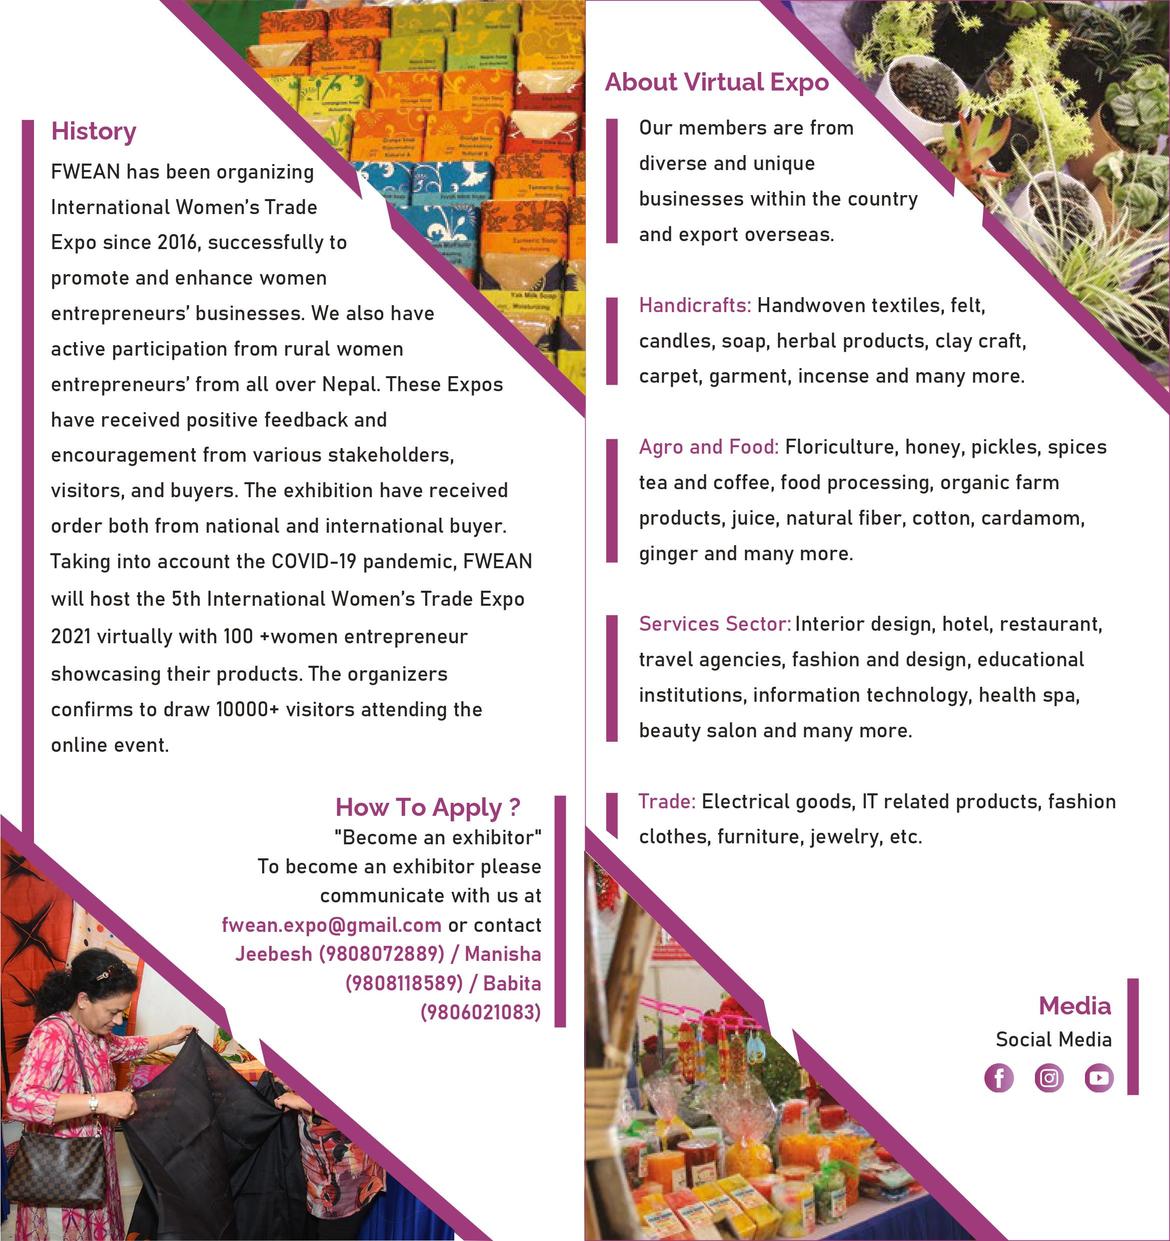 History
FWEAN has been organizing
International Women's Trade
Expo since 2016, successfully to
promote and enhance women
entrepreneurs' businesses. We also have
active participation from rural women
entrepreneurs' from all over Nepal. These Expos
have received positive feedback and
encouragement from various stakeholders,
visitors, and buyers. The exhibition have received
order both from national and international buyer.
Taking into account the COVID-19 pandemic, FWEAN
will host the 5th International Women's Trade Expo
2021 virtually with 100 +women entrepreneur
showcasing their products. The organizers
confirms to draw 10000+ visitors attending the
online event.
How To Apply ?
"Become an exhibitor"
To become an exhibitor please
communicate with us at
fwean.expo@gmail.com or contact
Jeebesh (9808072889) / Manisha
(9808118589) / Babita
(9806021083)
About Virtual Expo
Our members are from
diverse and unique
businesses within the country
and export overseas.
Handicrafts: Handwoven textiles, felt,
candles, soap, herbal products, clay craft,
carpet, garment, incense and many more.
Agro and Food: Floriculture, honey, pickles, spices
tea and coffee, food processing, organic farm
products, juice, natural fiber, cotton, cardamom,
ginger and many more.
Services Sector: Interior design, hotel, restaurant,
travel agencies, fashion and design, educational
institutions, information technology, health spa,
beauty salon and many more.
Trade: Electrical goods, IT related products, fashion
clothes, furniture, jewelry, etc.
Media
Social Media